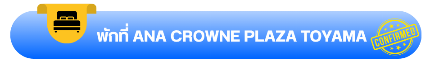 พักที่ ANA CROWNE PLAZA TOYAMA
CONFIRMED